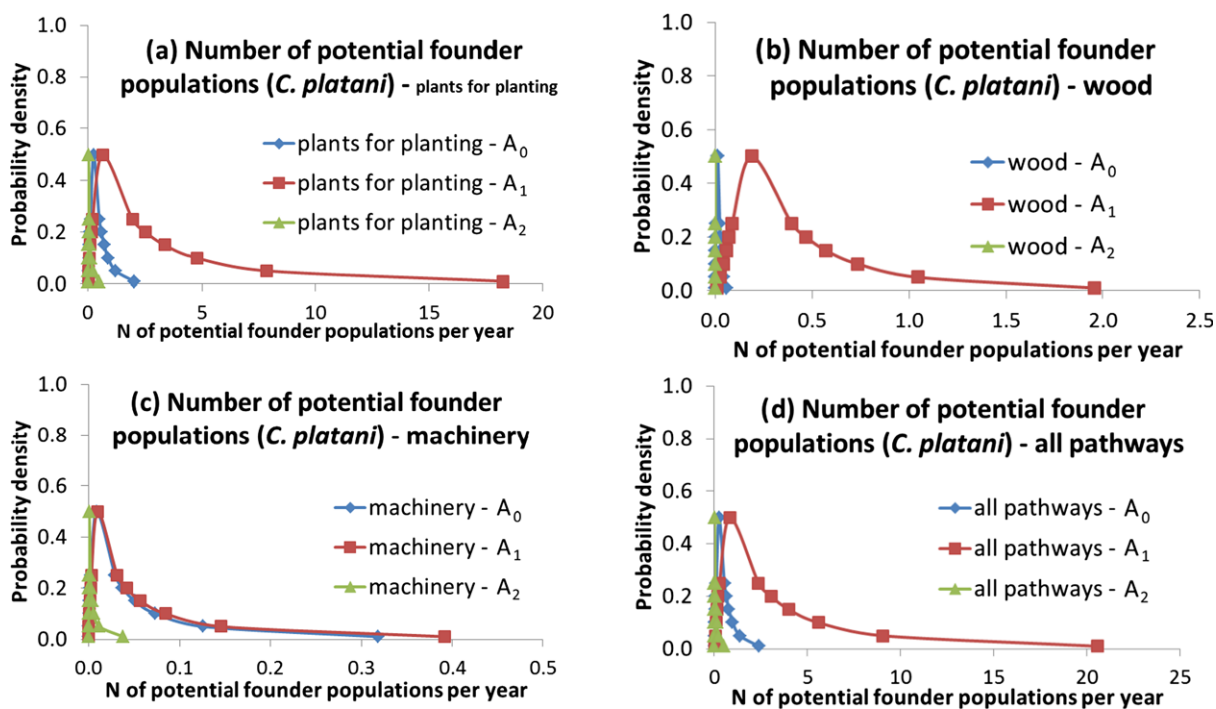 (a) Number of potential founder
populations (C. platani) - plants for planting
Probability density
1.0
0.8
0.6
0.4
0.2
0.0
plants for planting - A0
plants for planting - A1
plants for planting - A2
0 5 10 15 20
N of potential founder populations per year
(b) Number of potential founder
populations (C. platani) - wood
Probability density
1.0
0.8
0.6
0.4
0.2
0.0
wood - A0
wood - A1
wood - A2
0.0 0.5 1.0 1.5 2.0 2.5
N of potential founder populations per year
(c) Number of potential founder
populations (C. platani) - machinery
Probability density
1.0
0.8
0.6
0.4
0.2
0.0
machinery - A0
machinery - A1
machinery - A2
0.0 0.1 0.2 0.3 0.4 0.5
N of potential founder populations per year
(d) Number of potential founder
populations (C. platani) - all pathways
Probability density
1.0
0.8
0.6
0.4
0.2
0.0
all pathways - A0
all pathways - A1
all pathways - A2
0 5 10 15 20 25
N of potential founder populations per year